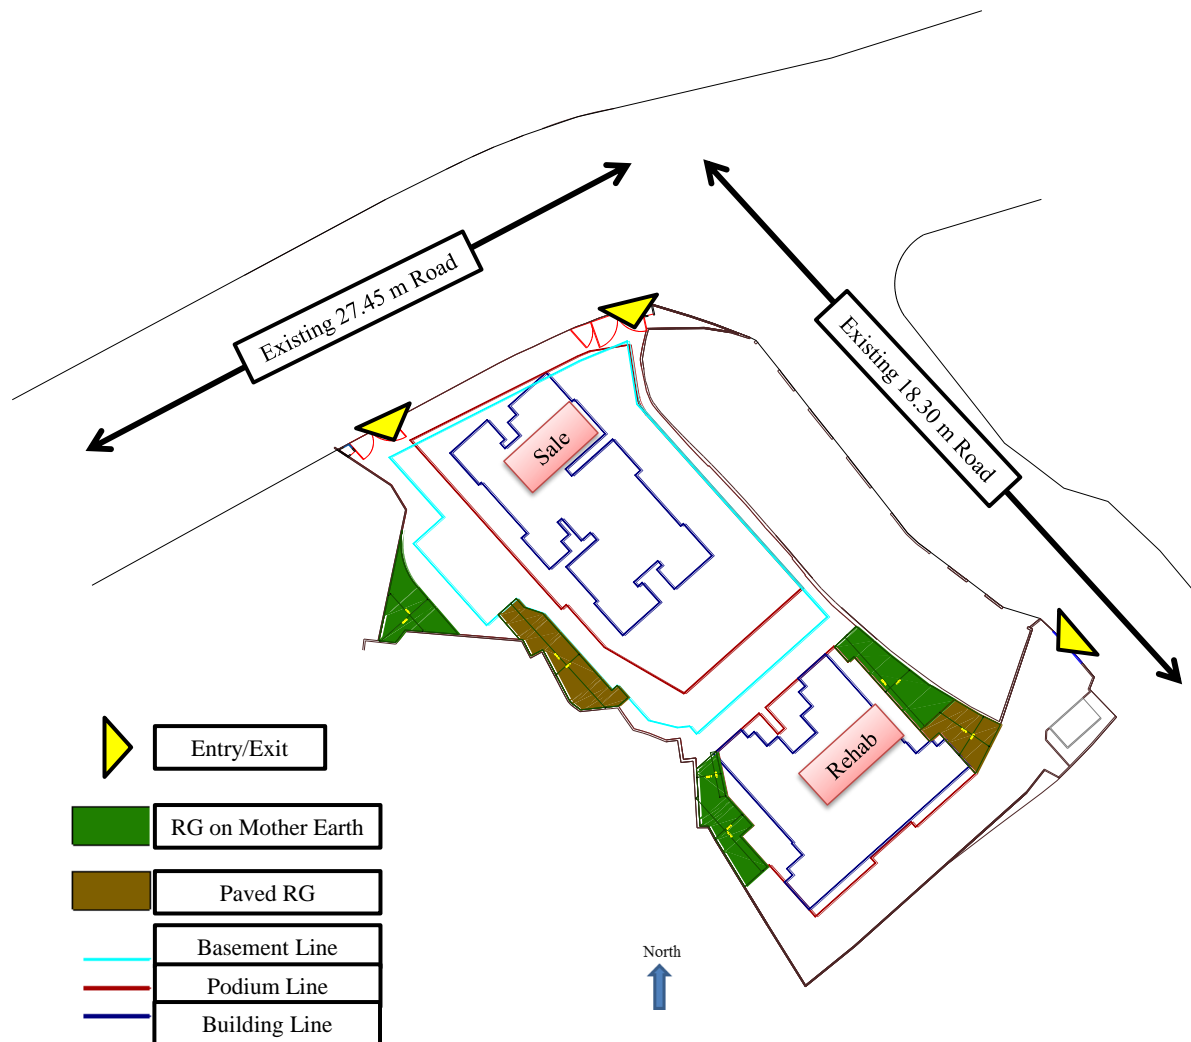 Existing 27.45 m Road
Existing 18.30 m Road
Sale
Rehab
Entry/Exit
RG on Mother Earth
Paved RG
Basement Line
Podium Line
Building Line
North